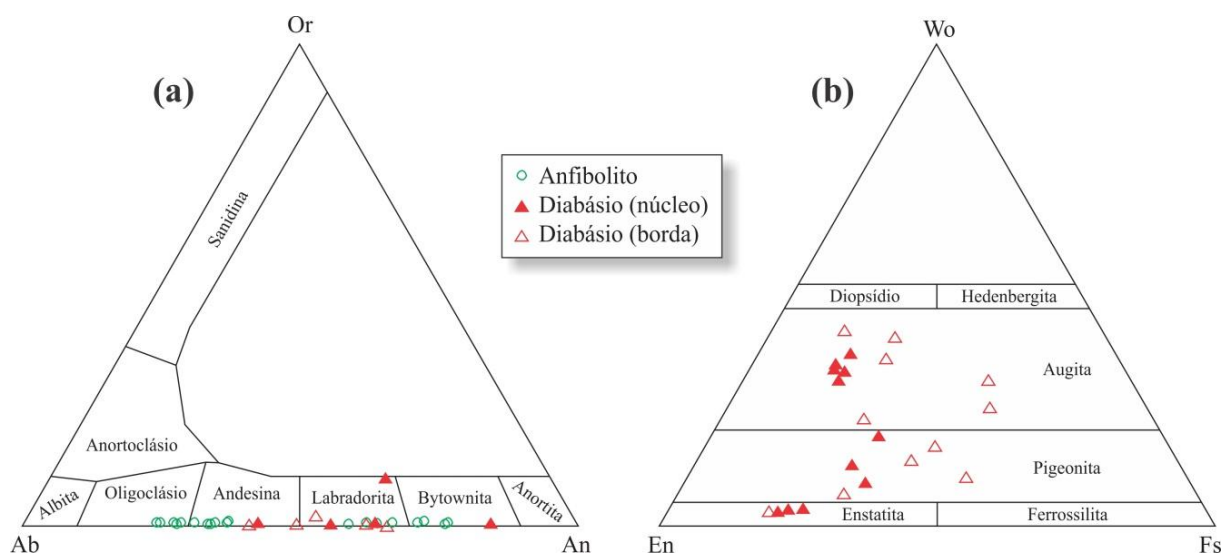 Or
(a)
Sanidina
Anortoclásio
Albita
Oligoclásio
Andesina
Labradorita
Bytownita
Anortita
Ab
An
Anfibolito
Diabásio (núcleo)
Diabásio (borda)
Wo
(b)
Diopsídio
Hedenbergita
Augita
Pigeonita
Enstatita
Ferrossilita
En
Fs